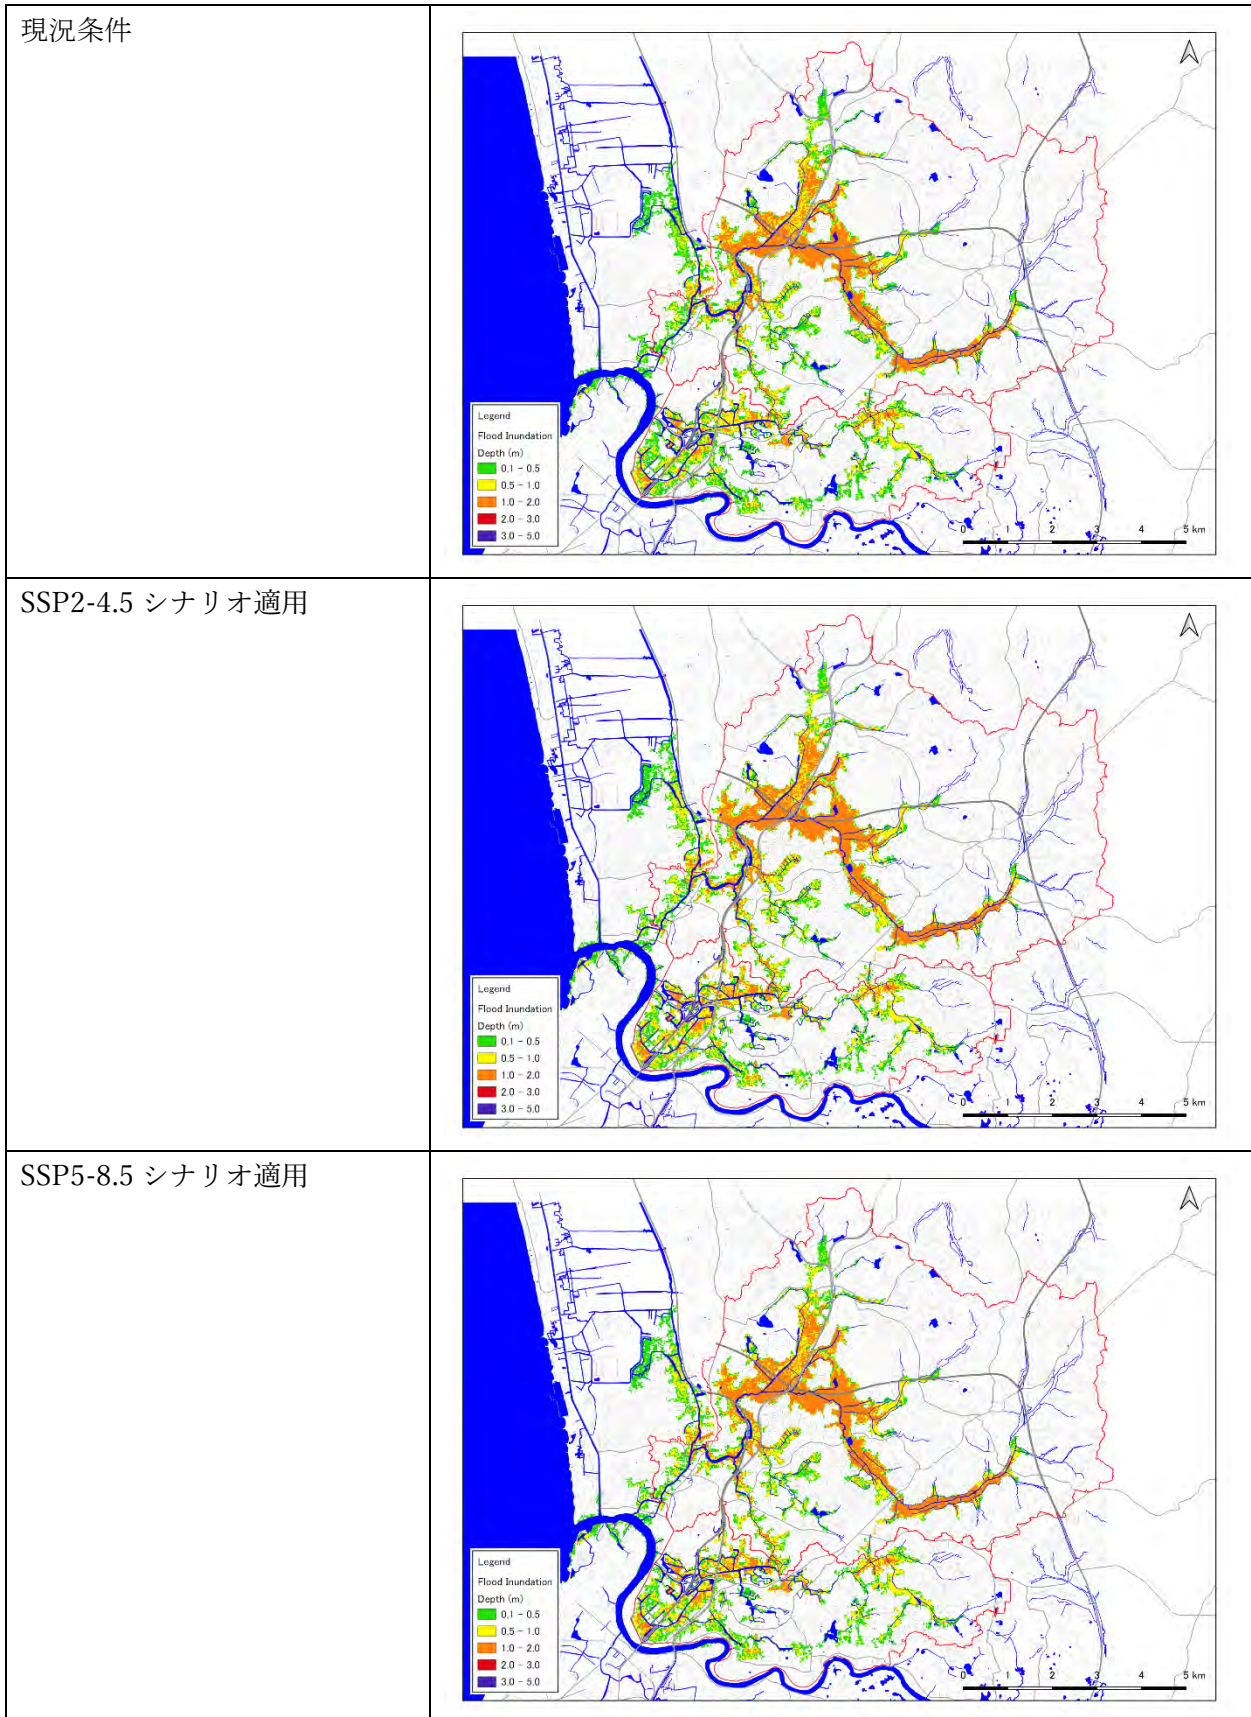 現況条件
Legend
Flood Inundation
Depth (m)
0.1 - 0.5
0.5 - 1.0
1.0 - 2.0
2.0 - 3.0
3.0 - 5.0
0 1 2 3 4 5 km
SSP2-4.5 シナリオ適用
Legend
Flood Inundation
Depth (m)
0.1 - 0.5
0.5 - 1.0
1.0 - 2.0
2.0 - 3.0
3.0 - 5.0
0 1 2 3 4 5 km
SSP5-8.5 シナリオ適用
Legend
Flood Inundation
Depth (m)
0.1 - 0.5
0.5 - 1.0
1.0 - 2.0
2.0 - 3.0
3.0 - 5.0
0 1 2 3 4 5 km